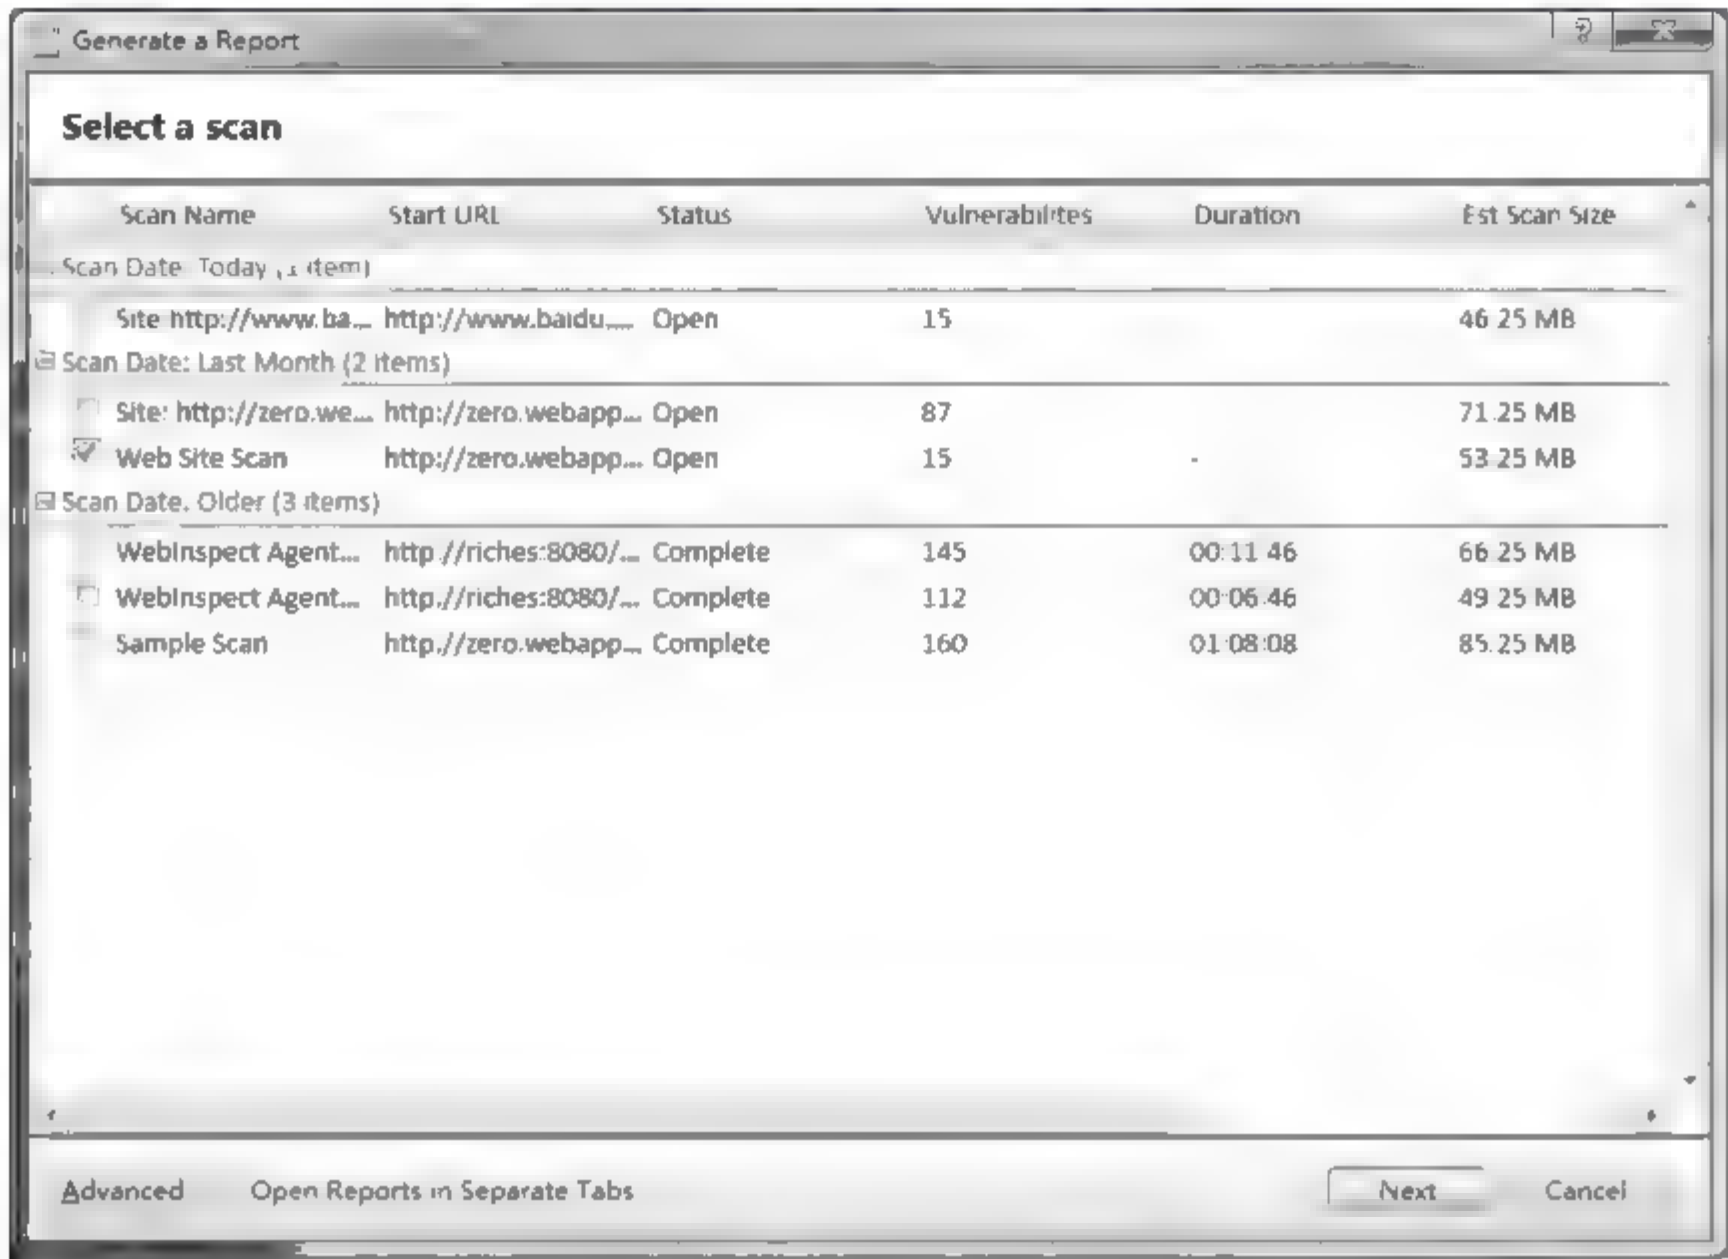 Generate a Report
Select a scan
Scan Name Start URL Status Vulnerabilites Duration Est Scan Size
Scan Date Today (1 item)
Site http://www.ba... http://www.baidu.... Open 15 46 25 MB
Scan Date: Last Month (2 items)
Site: http://zero.we... http://zero.webapp... Open 87 71.25 MB
Web Site Scan http://zero.webapp... Open 15 - 53 25 MB
Scan Date. Older (3 items)
WebInspect Agent... http://riches:8080/... Complete 145 00:11 46 66 25 MB
WebInspect Agent... http://riches:8080/... Complete 112 00:06:46 49 25 MB
Sample Scan http://zero.webapp... Complete 160 01:08:08 85.25 MB
Advanced Open Reports in Separate Tabs Next Cancel